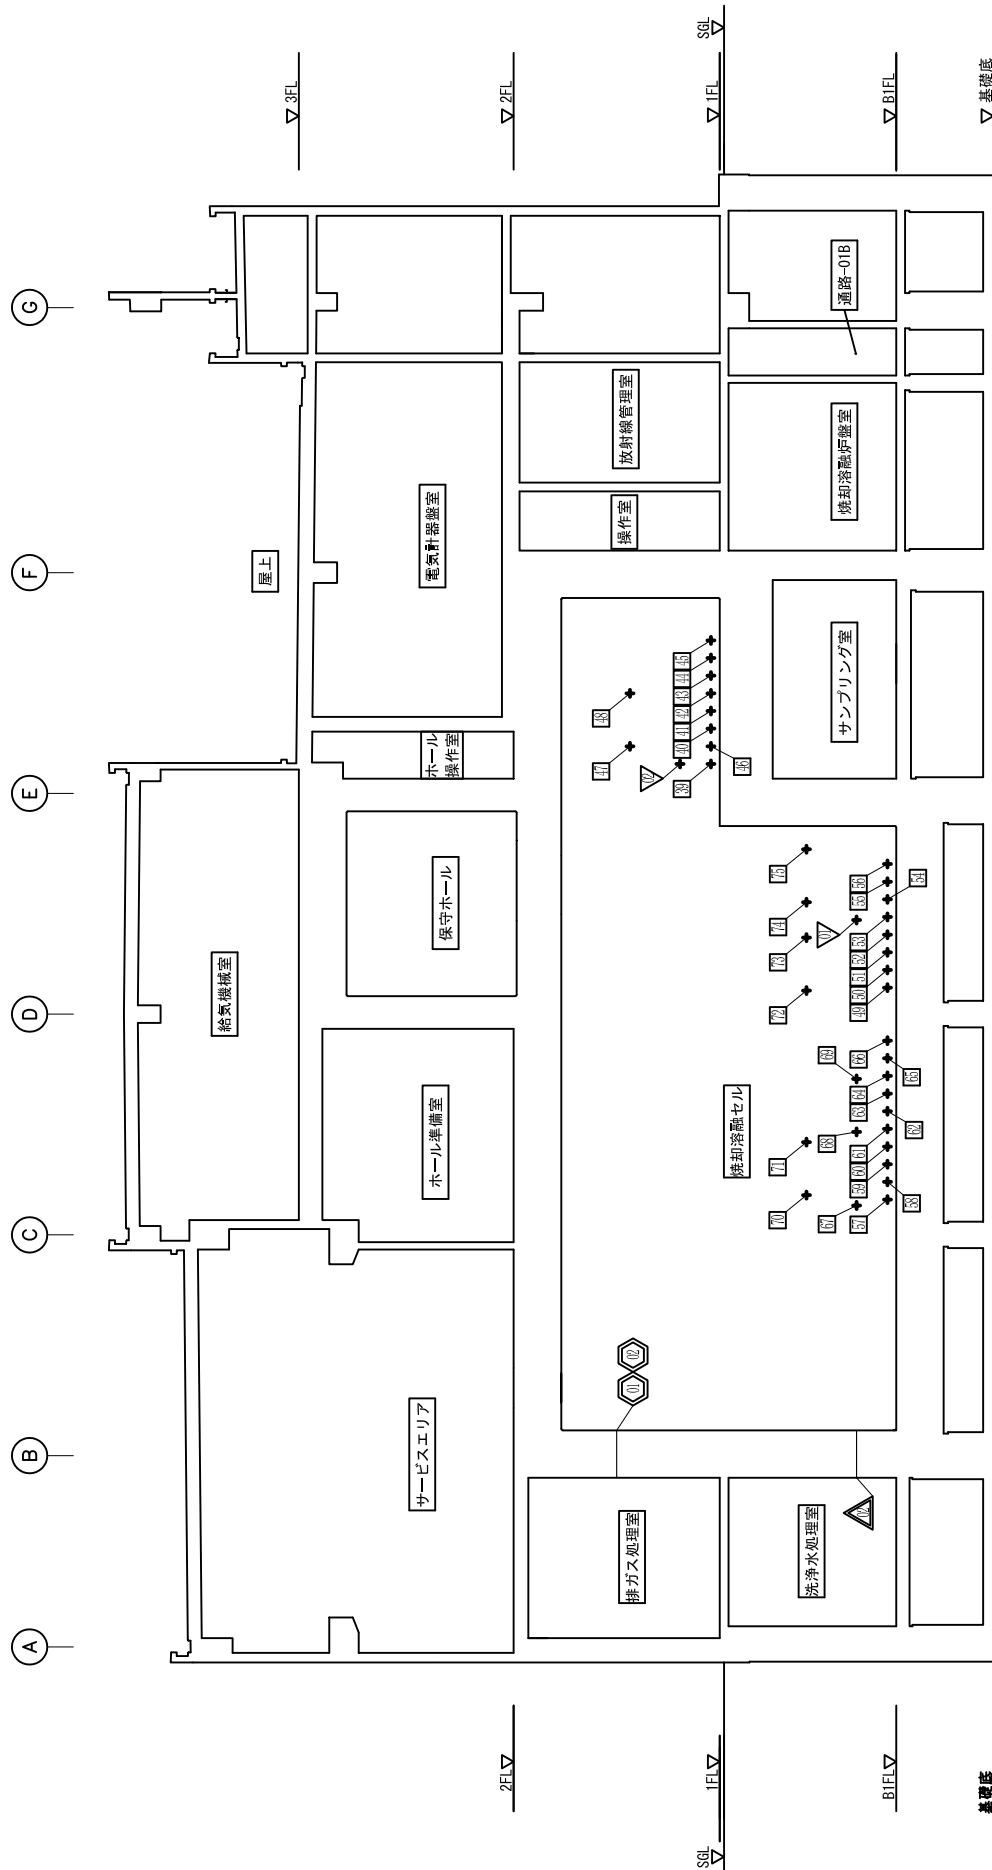 A
B
C
D
E
F
G
屋上
給気機械室
電気計器盤室
ホール
操作室
保守ホール
ホール準備室
サービスエリア
放射線管理室
操作室
排ガス処理室
焼却溶融セル
通路-01B
焼却溶融炉盤室
サンプリング室
洗浄水処理室
2FL
1FL
SGL
B1FL
基礎底
3FL
2FL
1FL
SGL
B1FL
基礎底
01
02
02
47
48
02
39
40
41
42
43
44
45
46
70
71
72
73
74
75
67
68
69
01
57
59
60
61
63
64
66
49
50
51
52
53
55
56
58
62
65
54